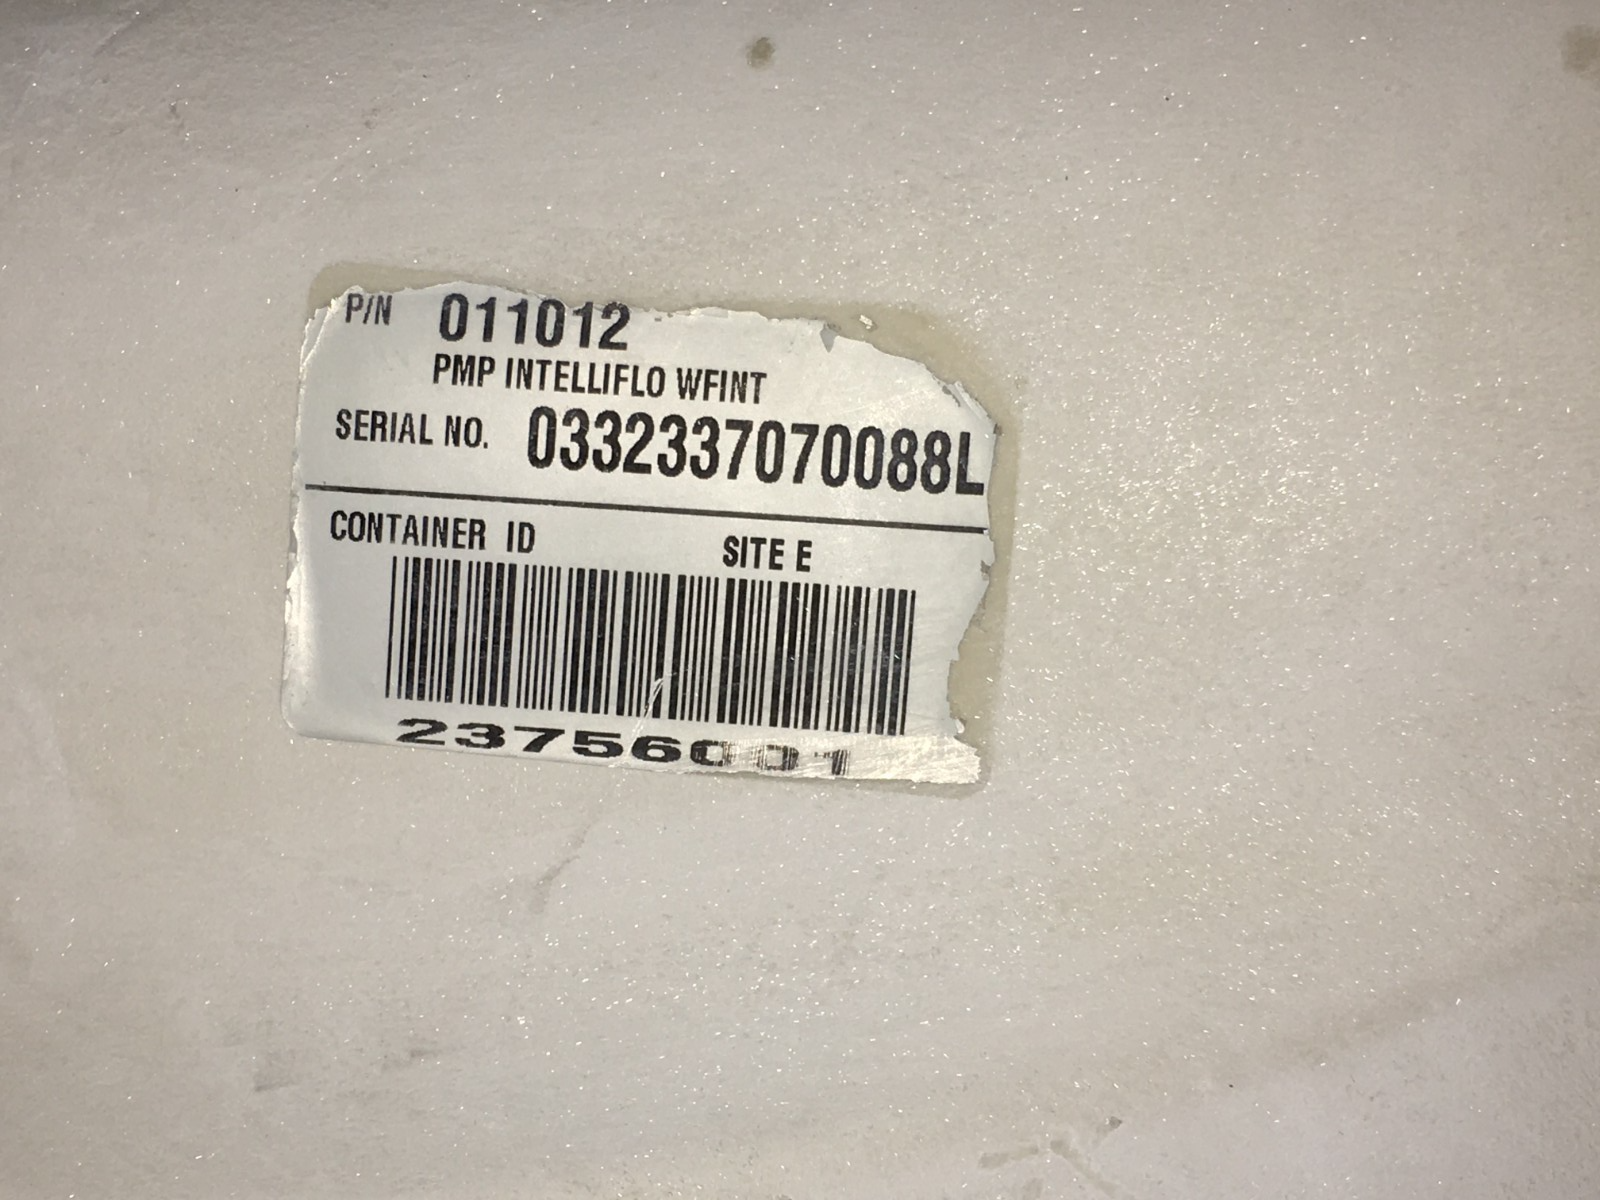 P/N 011012
PMP INTELLIFLO WFINT
SERIAL NO. 0332337070088L
CONTAINER ID SITE E
23756001